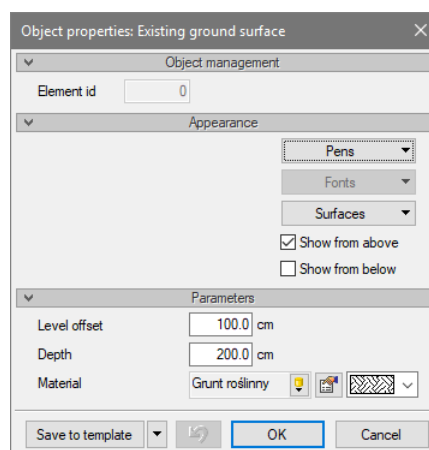 Object properties: Existing ground surface
Object management
Element id 0
Appearance
Pens
Fonts
Surfaces
Show from above
Show from below
Parameters
Level offset 100.0 cm
Depth 200.0 cm
Material Grunt roślinny
Save to template OK Cancel